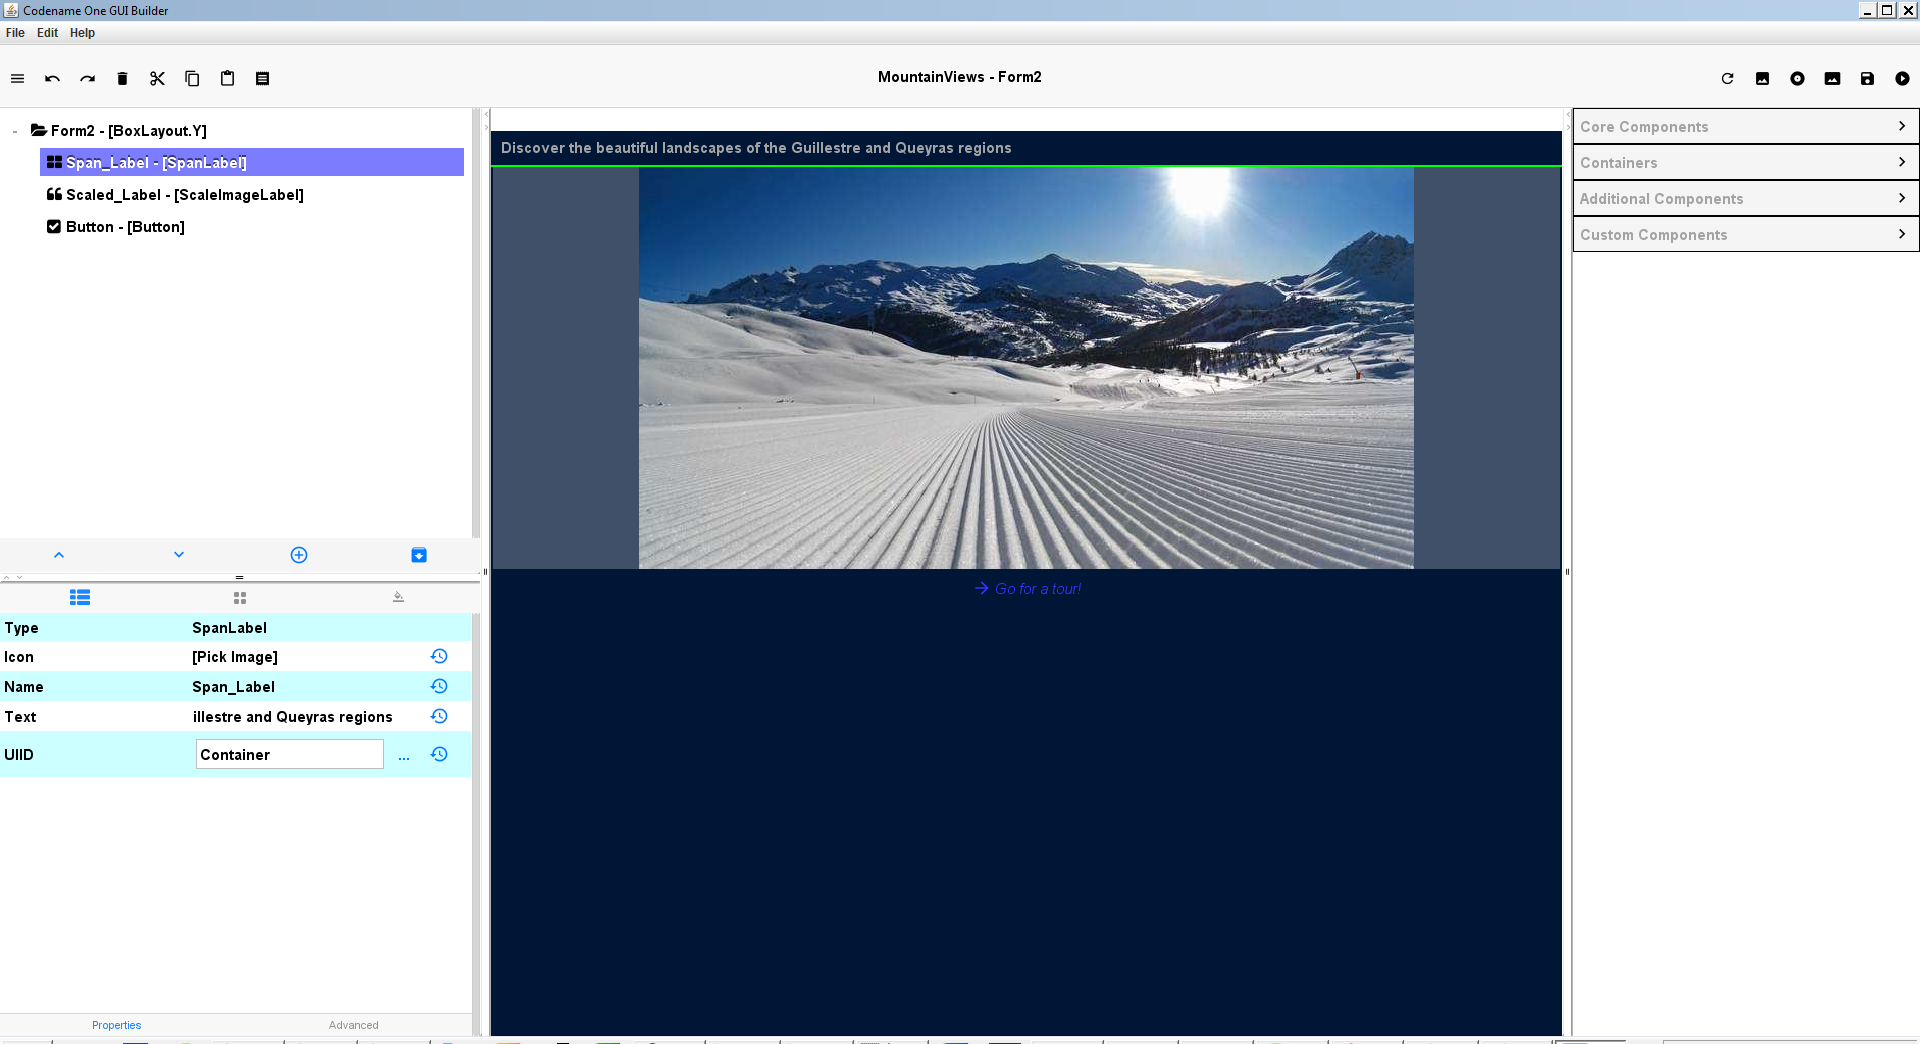 Codename One GUI Builder
File Edit Help
MountainViews - Form2
- Form2 - [BoxLayout.Y]
Span_Label - [SpanLabel]
Scaled_Label - [ScaleImageLabel]
Button - [Button]
Type SpanLabel
Icon [Pick Image]
Name Span_Label
Text illestre and Queyras regions
UIID Container ...
Properties Advanced
Discover the beautiful landscapes of the Guillestre and Queyras regions
Go for a tour!
Core Components
Containers
Additional Components
Custom Components